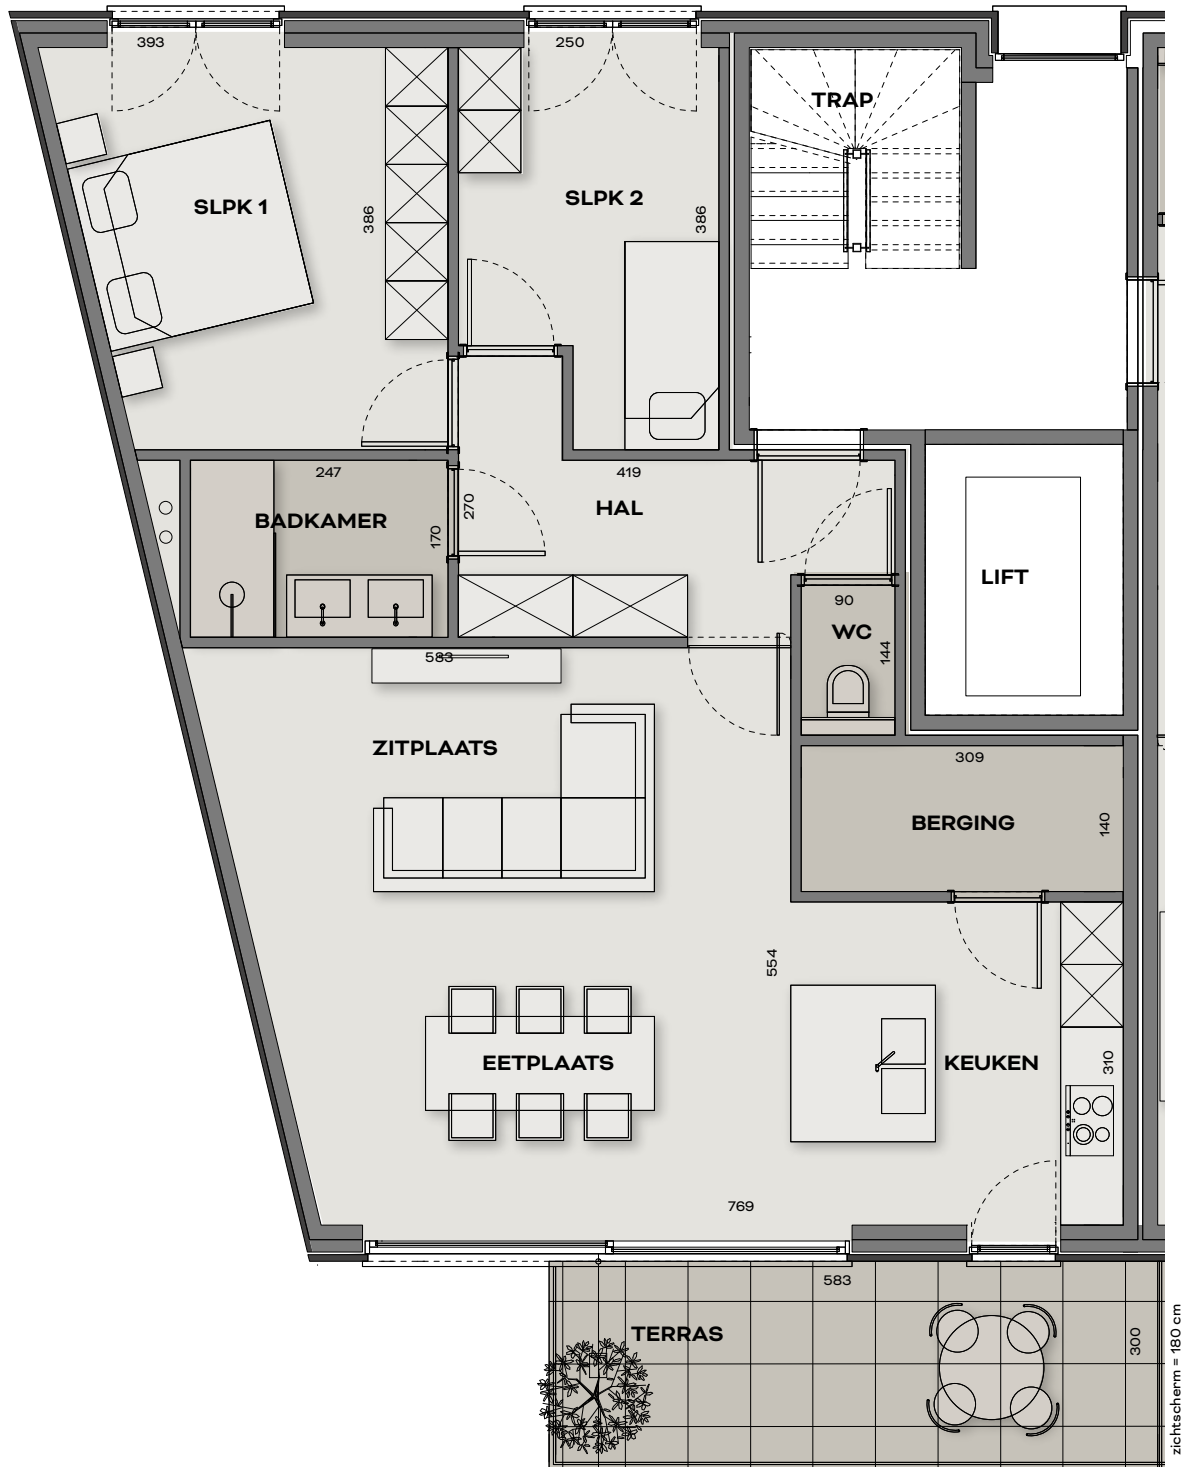 393
250
TRAP
SLPK 1
SLPK 2
386
386
247
419
BADKAMER
270
HAL
170
LIFT
90
WC
144
583
ZITPLAATS
309
BERGING
140
554
EETPLAATS
KEUKEN
310
769
583
TERRAS
300
zichtscherm = 180 cm